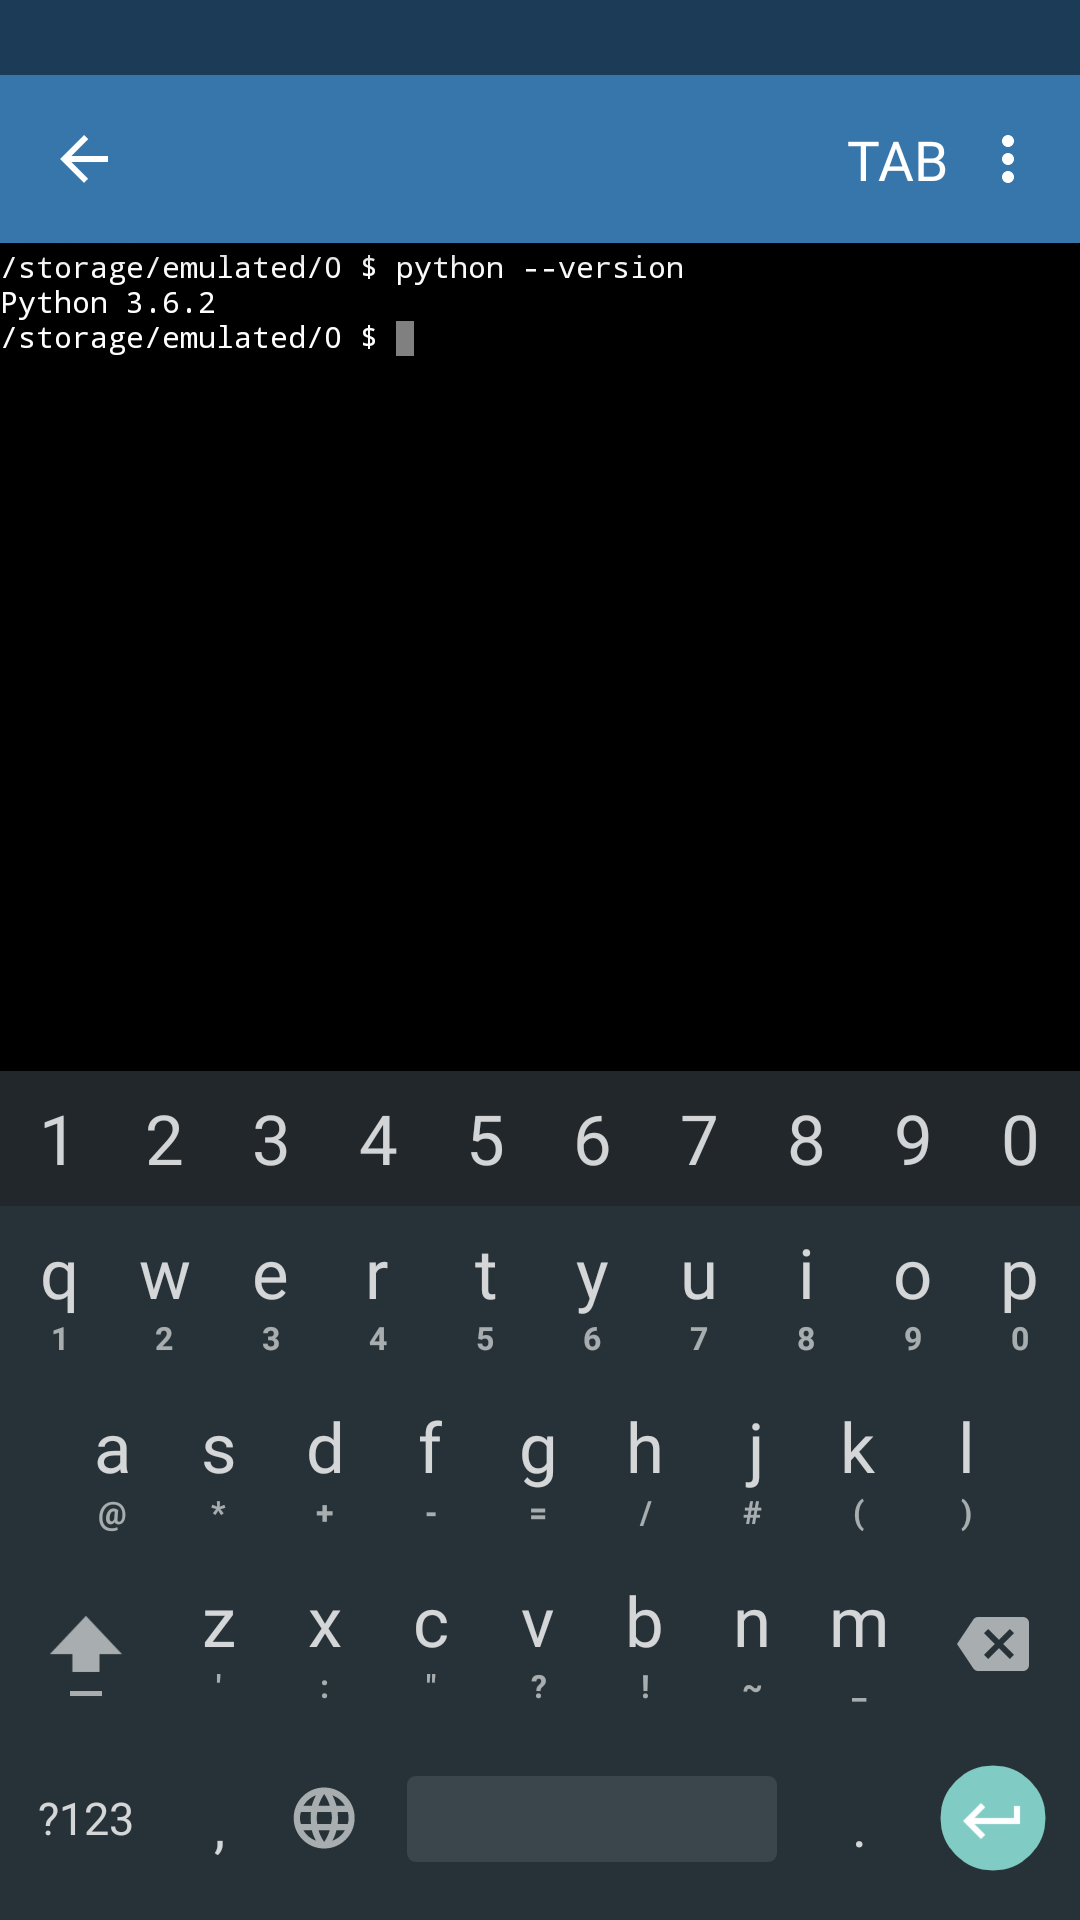 TAB
/storage/emulated/0 $ python --version
Python 3.6.2
/storage/emulated/0 $
1 2 3 4 5 6 7 8 9 0
q w e r t y u i o p
1 2 3 4 5 6 7 8 9 0
a s d f g h j k l
@ * + - = / # ( )
z x c v b n m
' : " ? ! ~ _
?123 , .